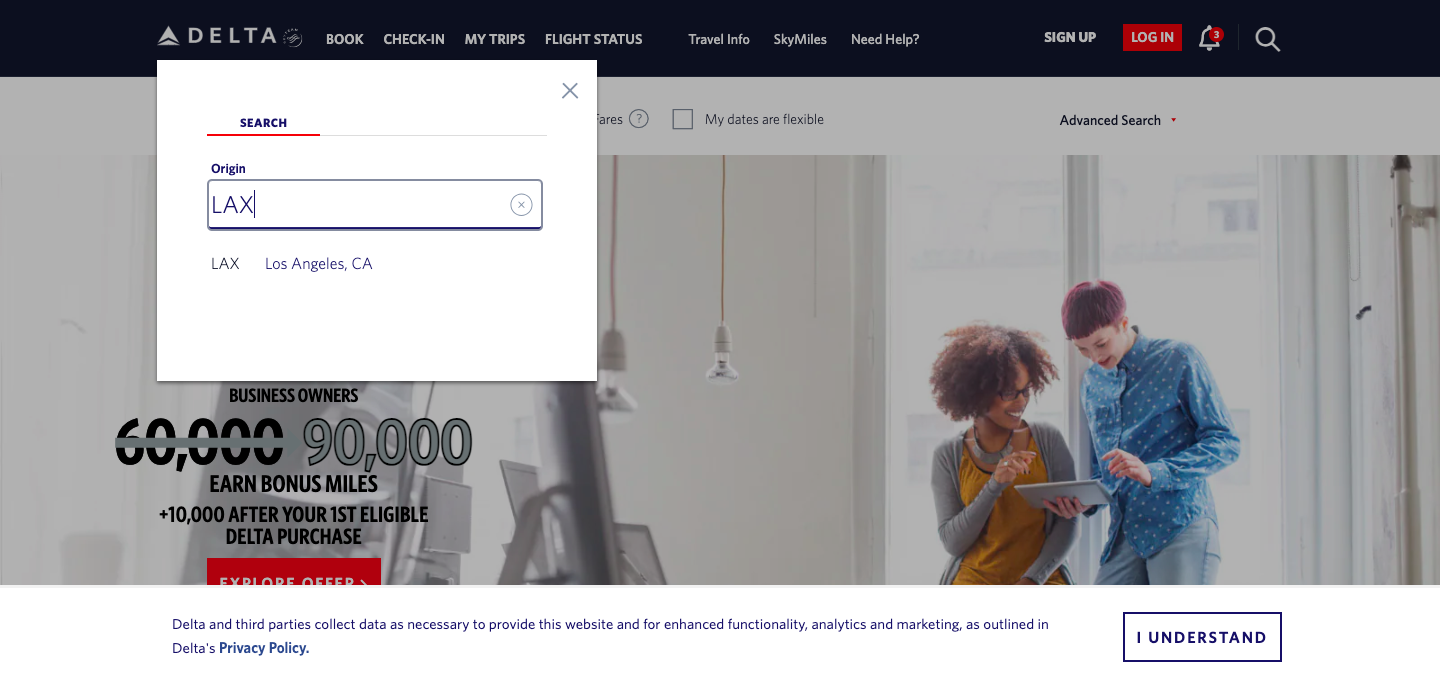 DELTA
BOOK CHECK-IN MY TRIPS FLIGHT STATUS Travel Info SkyMiles Need Help? SIGN UP LOG IN 3
SEARCH
Fares ? My dates are flexible Advanced Search
Origin
LAX
LAX Los Angeles, CA
BUSINESS OWNERS
60,000 90,000
EARN BONUS MILES
+10,000 AFTER YOUR 1ST ELIGIBLE
DELTA PURCHASE
EXPLORE OFFER >
Delta and third parties collect data as necessary to provide this website and for enhanced functionality, analytics and marketing, as outlined in
Delta's Privacy Policy.
I UNDERSTAND